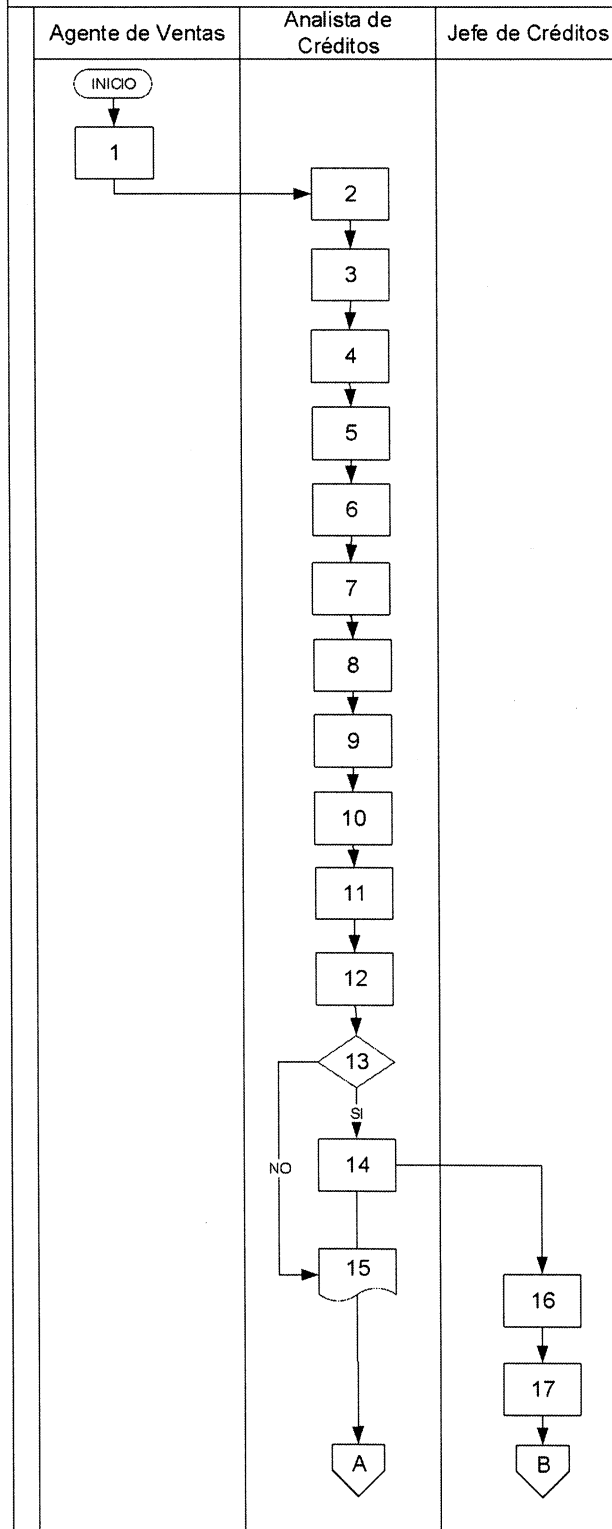 Agente de Ventas
Analista de
Créditos
Jefe de Créditos
INICIO
1
2
3
4
5
6
7
8
9
10
11
12
13
SI
NO
14
15
16
17
A
B